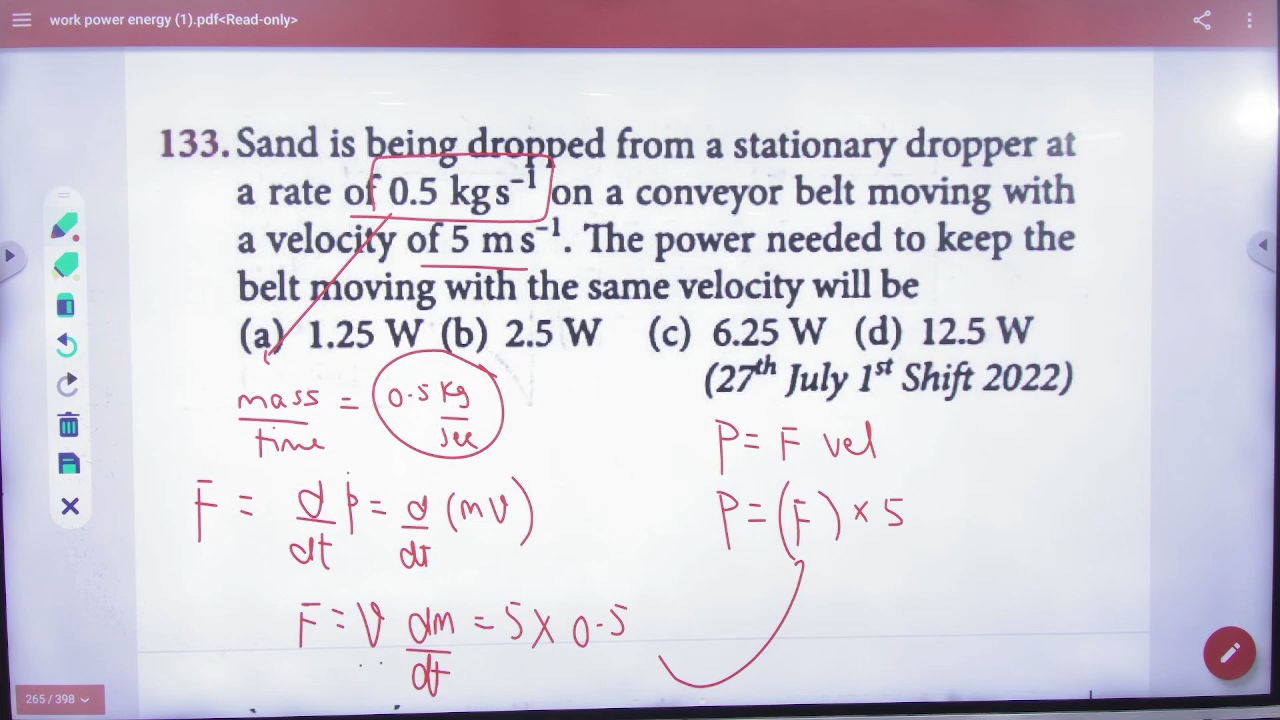 work power energy (1).pdf<Read-only>
133. Sand is being dropped from a stationary dropper at
a rate of 0.5 kg s⁻¹ on a conveyor belt moving with
a velocity of 5 m s⁻¹. The power needed to keep the
belt moving with the same velocity will be
(a) 1.25 W (b) 2.5 W (c) 6.25 W (d) 12.5 W
(27th July 1st Shift 2022)
mass/time = 0.5 kg/sec
F = d/dt P = d/dt (mv)
F = V dm/dt = 5 × 0.5
P = F vel
P = (F) × 5
265 / 398